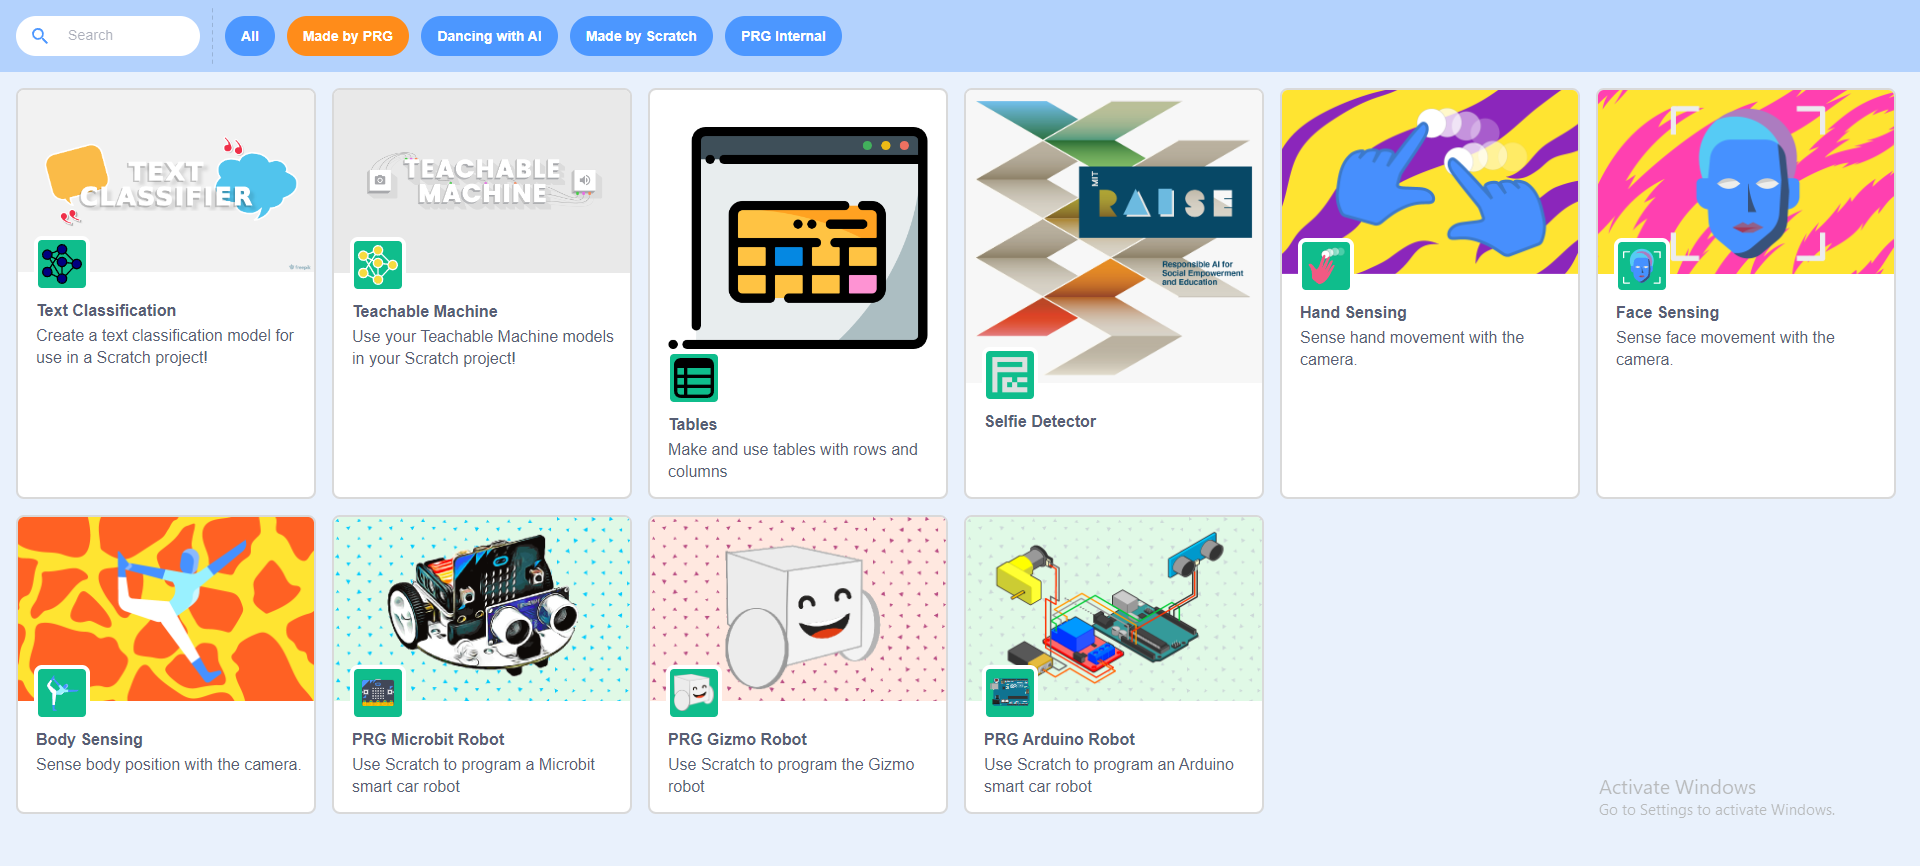 Search
All
Made by PRG
Dancing with AI
Made by Scratch
PRG Internal
TEXT
CLASSIFIER
freepik
Text Classification
Create a text classification model for
use in a Scratch project!
TEACHABLE
MACHINE
Teachable Machine
Use your Teachable Machine models
in your Scratch project!
Tables
Make and use tables with rows and
columns
MIT
RAISE
Responsible AI for
Social Empowerment
and Education
Selfie Detector
Hand Sensing
Sense hand movement with the
camera.
Face Sensing
Sense face movement with the
camera.
Body Sensing
Sense body position with the camera.
PRG Microbit Robot
Use Scratch to program a Microbit
smart car robot
PRG Gizmo Robot
Use Scratch to program the Gizmo
robot
PRG Arduino Robot
Use Scratch to program an Arduino
smart car robot
Activate Windows
Go to Settings to activate Windows.